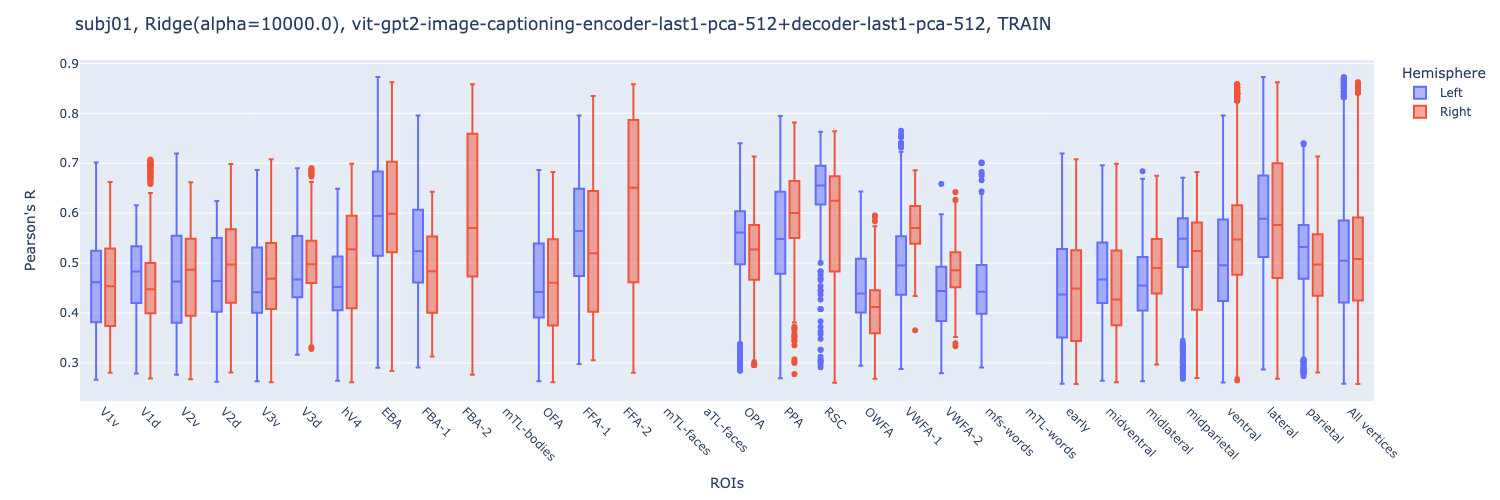 subj01, Ridge(alpha=10000.0), vit-gpt2-image-captioning-encoder-last1-pca-512+decoder-last1-pca-512, TRAIN
Hemisphere
Left
Right
Pearson's R
0.9
0.8
0.7
0.6
0.5
0.4
0.3
V1v
V1d
V2v
V2d
V3v
V3d
hV4
EBA
FBA-1
FBA-2
mTL-bodies
OFA
FFA-1
FFA-2
mTL-faces
aTL-faces
OPA
PPA
RSC
OWFA
VWFA-1
VWFA-2
mfs-words
mTL-words
early
midventral
midlateral
midparietal
ventral
lateral
parietal
All vertices
ROIs